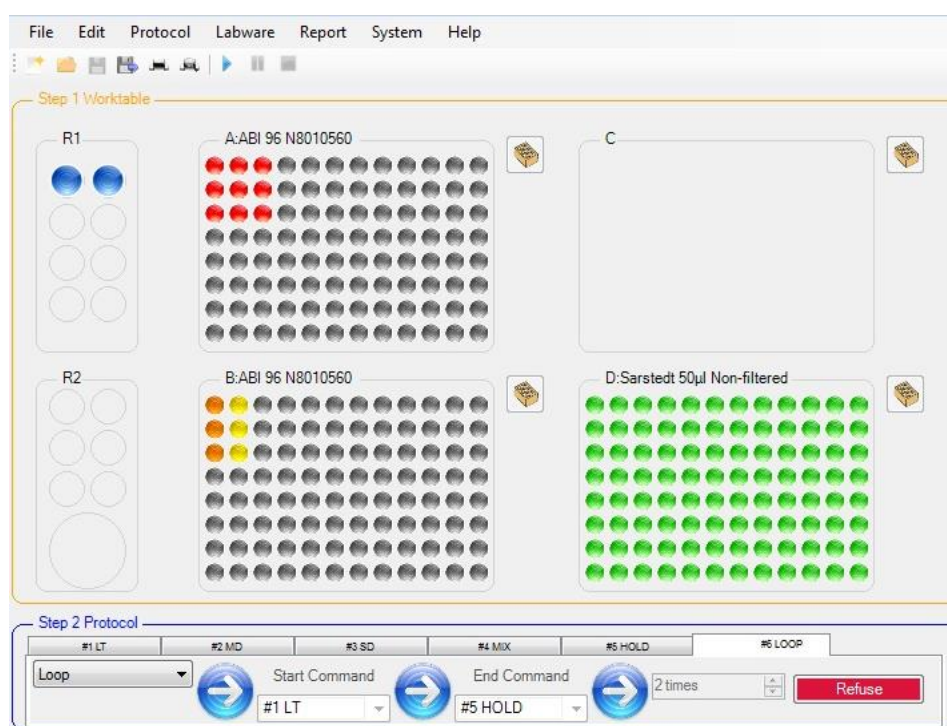 File Edit Protocol Labware Report System Help
Step 1 Worktable
R1
A:ABI 96 N8010560
C
R2
B:ABI 96 N8010560
D:Sarstedt 50µl Non-filtered
Step 2 Protocol
#1 LT #2 MD #3 SD #4 MIX #5 HOLD #6 LOOP
Loop
Start Command
#1 LT
End Command
#5 HOLD
2 times
Refuse